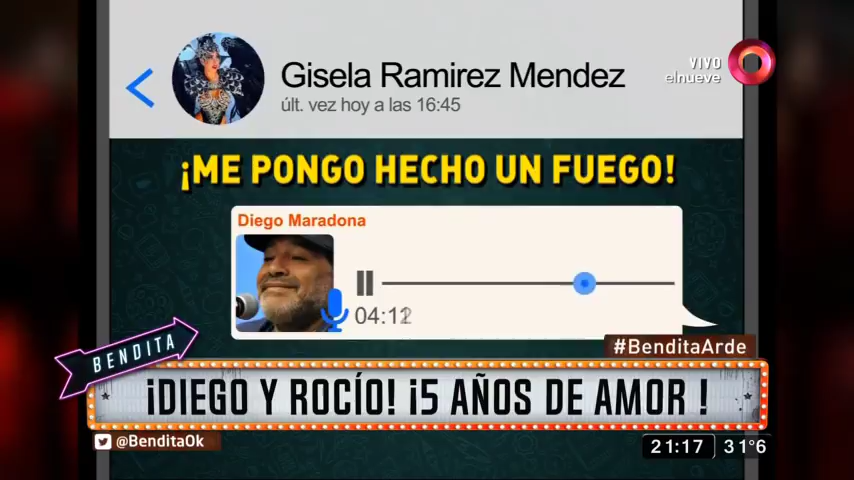 Gisela Ramirez Mendez
últ. vez hoy a las 16:45
VIVO
elnueve
¡ME PONGO HECHO UN FUEGO!
Diego Maradona
04:12
#BenditaArde
BENDITA
¡DIEGO Y ROCÍO! ¡5 AÑOS DE AMOR !
@BenditaOk
21:17 31°6